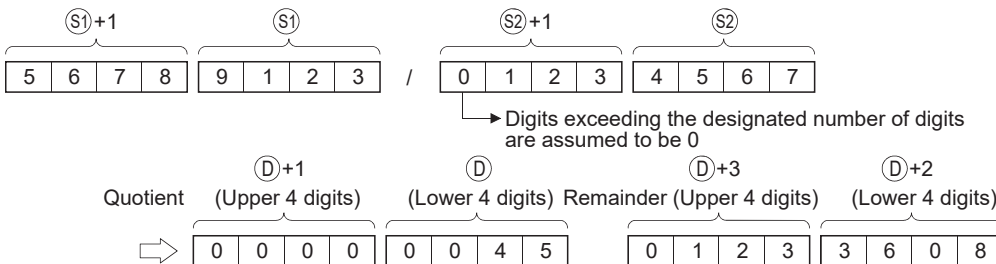 S1+1 S1 S2+1 S2
5 6 7 8 9 1 2 3 / 0 1 2 3 4 5 6 7
Digits exceeding the designated number of digits
are assumed to be 0
D+1 D D+3 D+2
Quotient (Upper 4 digits) (Lower 4 digits) Remainder (Upper 4 digits) (Lower 4 digits)
0 0 0 0 0 0 4 5 0 1 2 3 3 6 0 8